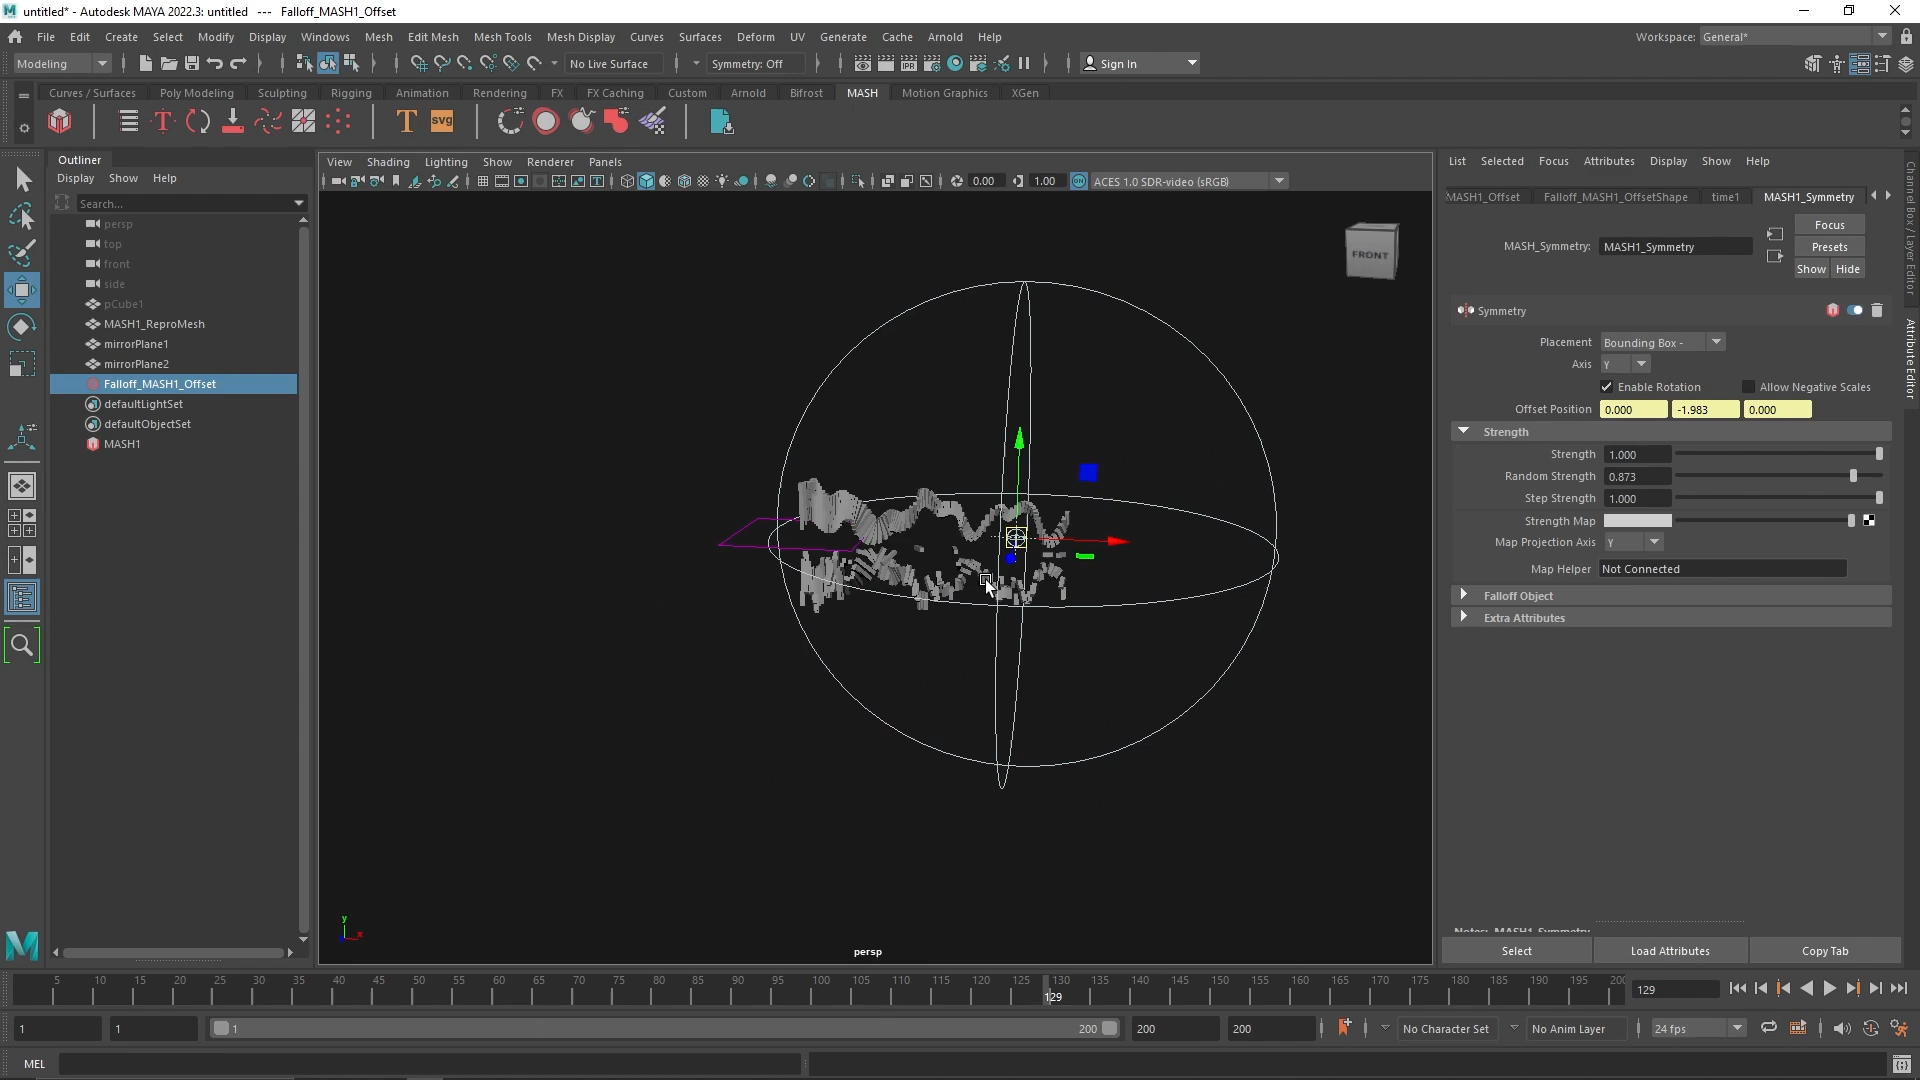 untitled* - Autodesk MAYA 2022.3: untitled --- Falloff_MASH1_Offset
File Edit Create Select Modify Display Windows Mesh Edit Mesh Mesh Tools Mesh Display Curves Surfaces Deform UV Generate Cache Arnold Help
Workspace: General*
Modeling No Live Surface Symmetry: Off Sign In
Curves / Surfaces Poly Modeling Sculpting Rigging Animation Rendering FX FX Caching Custom Arnold Bifrost MASH Motion Graphics XGen
T SVG
Outliner
Display Show Help
Search...
persp
top
front
side
pCube1
MASH1_ReproMesh
mirrorPlane1
mirrorPlane2
Falloff_MASH1_Offset
defaultLightSet
defaultObjectSet
MASH1
View Shading Lighting Show Renderer Panels
0.00 1.00 ACES 1.0 SDR-video (sRGB)
FRONT
y
x
persp
List Selected Focus Attributes Display Show Help
MASH1_Offset Falloff_MASH1_OffsetShape time1 MASH1_Symmetry
Focus
MASH_Symmetry: MASH1_Symmetry Presets
Show Hide
Symmetry
Placement Bounding Box -
Axis Y
Enable Rotation Allow Negative Scales
Offset Position 0.000 -1.983 0.000
Strength
Strength 1.000
Random Strength 0.873
Step Strength 1.000
Strength Map
Map Projection Axis Y
Map Helper Not Connected
Falloff Object
Extra Attributes
Notes: MASH1_Symmetry
Select Load Attributes Copy Tab
Channel Box / Layer Editor
Attribute Editor
5 10 15 20 25 30 35 40 45 50 55 60 65 70 75 80 85 90 95 100 105 110 115 120 125 130 135 140 145 150 155 160 165 170 175 180 185 190 195 200
129 129
1 1 1 200 200 200 No Character Set No Anim Layer 24 fps
MEL